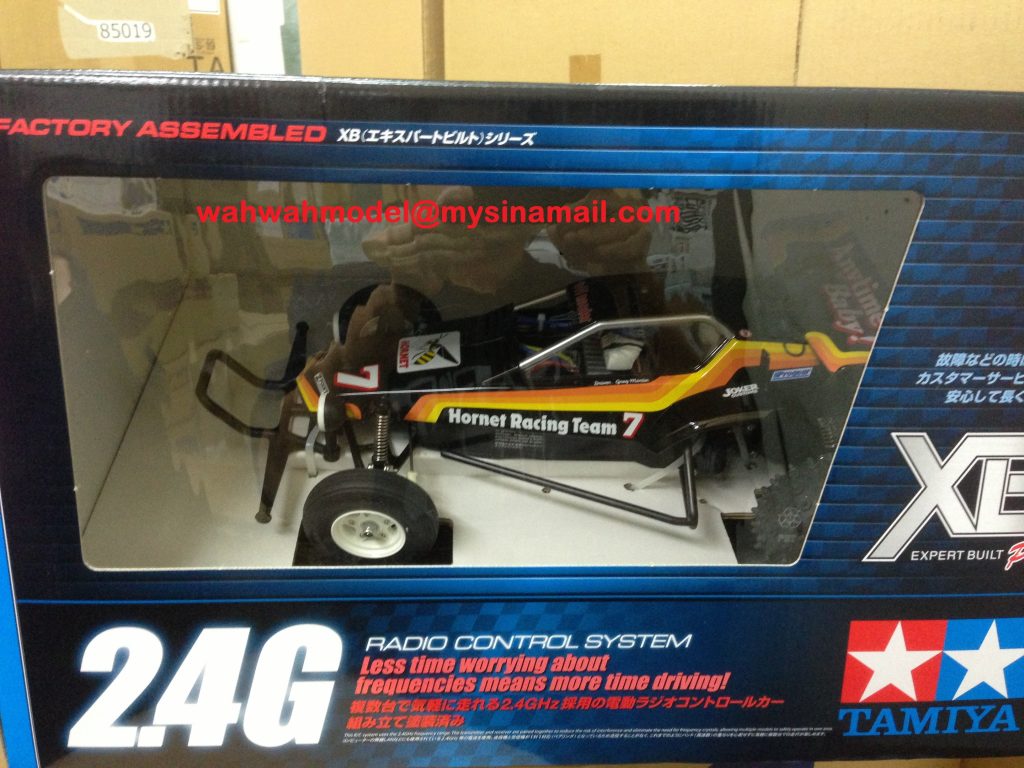 85019
TA
FACTORY ASSEMBLED XB(エキスパートビルト)シリーズ
wahwahmodel@mysinamail.com
HORNET
7
Hornet Racing Team 7
JOKER
故障などの時
カスタマーサービ
安心して長く
XB
EXPERT BUILT
2.4G
RADIO CONTROL SYSTEM
Less time worrying about
frequencies means more time driving!
複数台で気軽に走れる2.4GHz採用の電動ラジオコントロールカー
組み立て塗装済み
TAMIYA